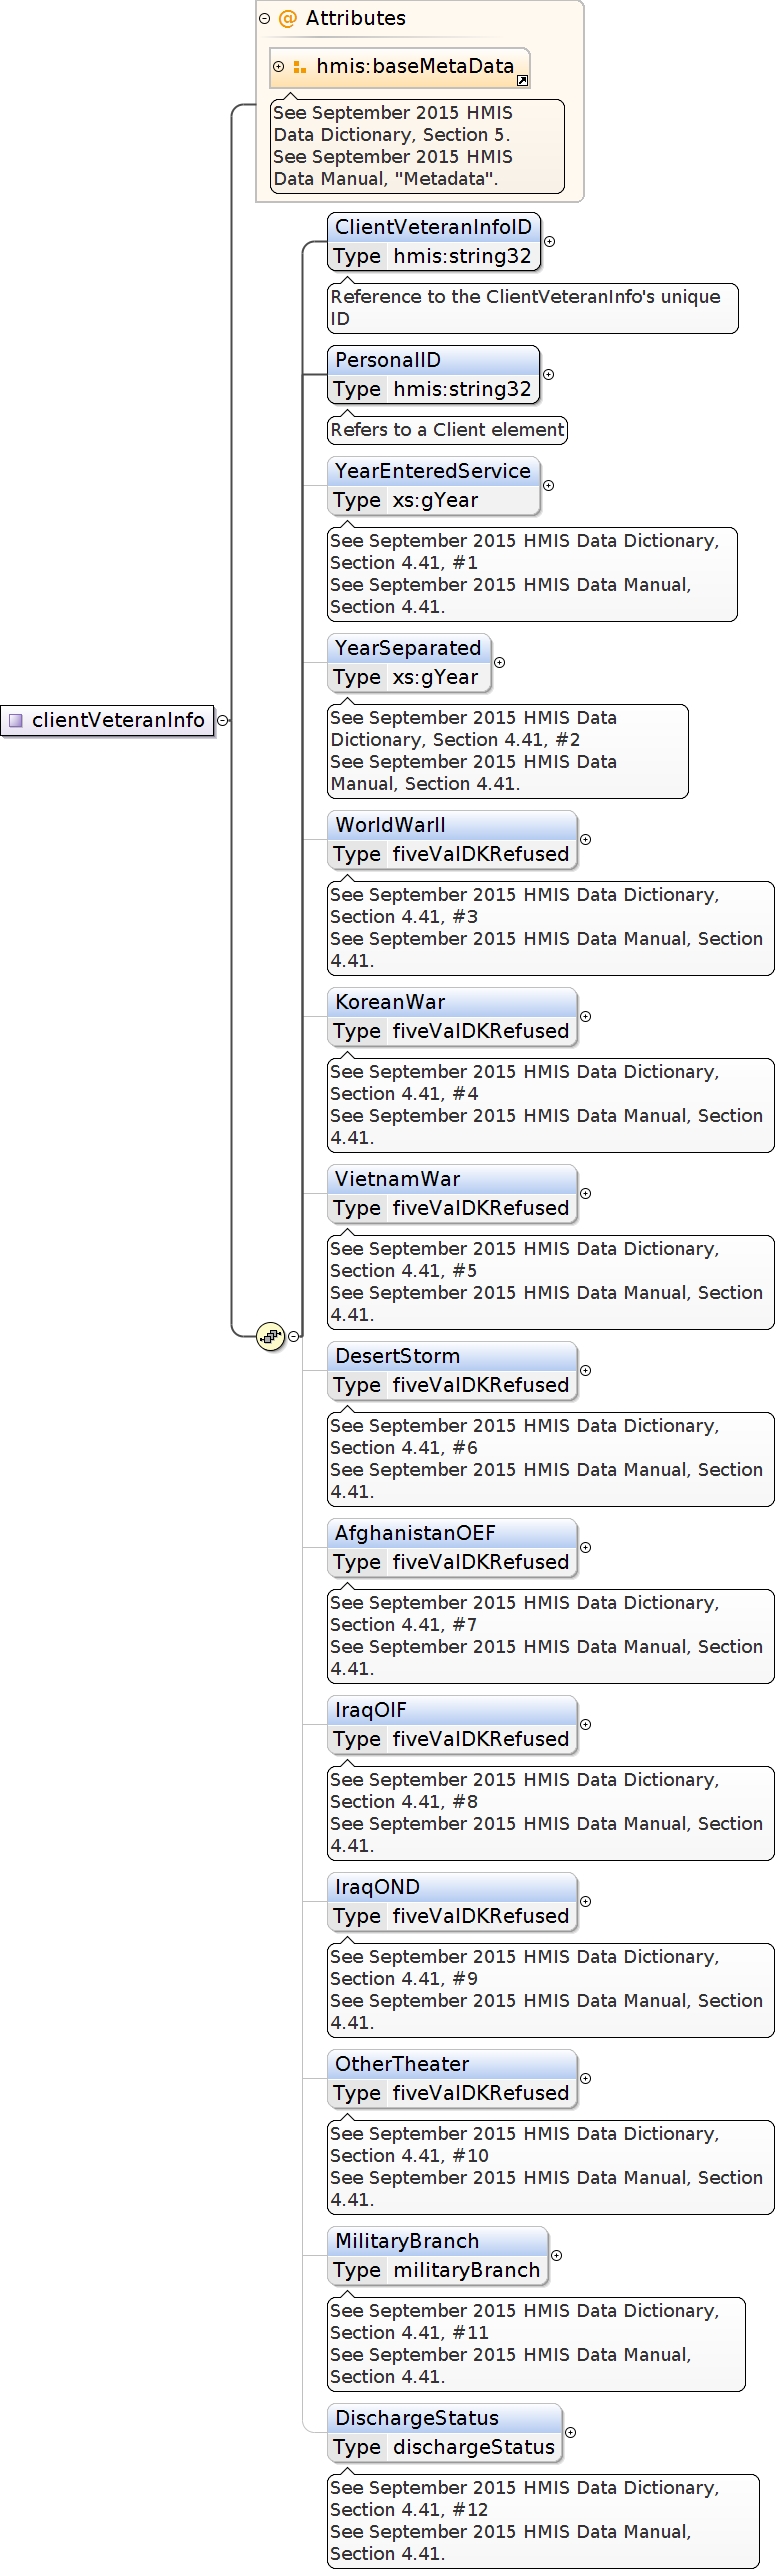 @ Attributes
hmis:baseMetaData
See September 2015 HMIS
Data Dictionary, Section 5.
See September 2015 HMIS
Data Manual, "Metadata".
ClientVeteranInfoID
Type hmis:string32
Reference to the ClientVeteranInfo's unique
ID
PersonalID
Type hmis:string32
Refers to a Client element
YearEnteredService
Type xs:gYear
See September 2015 HMIS Data Dictionary,
Section 4.41, #1
See September 2015 HMIS Data Manual,
Section 4.41.
YearSeparated
Type xs:gYear
clientVeteranInfo
See September 2015 HMIS Data
Dictionary, Section 4.41, #2
See September 2015 HMIS Data
Manual, Section 4.41.
WorldWarII
Type fiveValDKRefused
See September 2015 HMIS Data Dictionary,
Section 4.41, #3
See September 2015 HMIS Data Manual, Section
4.41.
KoreanWar
Type fiveValDKRefused
See September 2015 HMIS Data Dictionary,
Section 4.41, #4
See September 2015 HMIS Data Manual, Section
4.41.
VietnamWar
Type fiveValDKRefused
See September 2015 HMIS Data Dictionary,
Section 4.41, #5
See September 2015 HMIS Data Manual, Section
4.41.
DesertStorm
Type fiveValDKRefused
See September 2015 HMIS Data Dictionary,
Section 4.41, #6
See September 2015 HMIS Data Manual, Section
4.41.
AfghanistanOEF
Type fiveValDKRefused
See September 2015 HMIS Data Dictionary,
Section 4.41, #7
See September 2015 HMIS Data Manual, Section
4.41.
IraqOIF
Type fiveValDKRefused
See September 2015 HMIS Data Dictionary,
Section 4.41, #8
See September 2015 HMIS Data Manual, Section
4.41.
IraqOND
Type fiveValDKRefused
See September 2015 HMIS Data Dictionary,
Section 4.41, #9
See September 2015 HMIS Data Manual, Section
4.41.
OtherTheater
Type fiveValDKRefused
See September 2015 HMIS Data Dictionary,
Section 4.41, #10
See September 2015 HMIS Data Manual, Section
4.41.
MilitaryBranch
Type militaryBranch
See September 2015 HMIS Data Dictionary,
Section 4.41, #11
See September 2015 HMIS Data Manual,
Section 4.41.
DischargeStatus
Type dischargeStatus
See September 2015 HMIS Data Dictionary,
Section 4.41, #12
See September 2015 HMIS Data Manual,
Section 4.41.